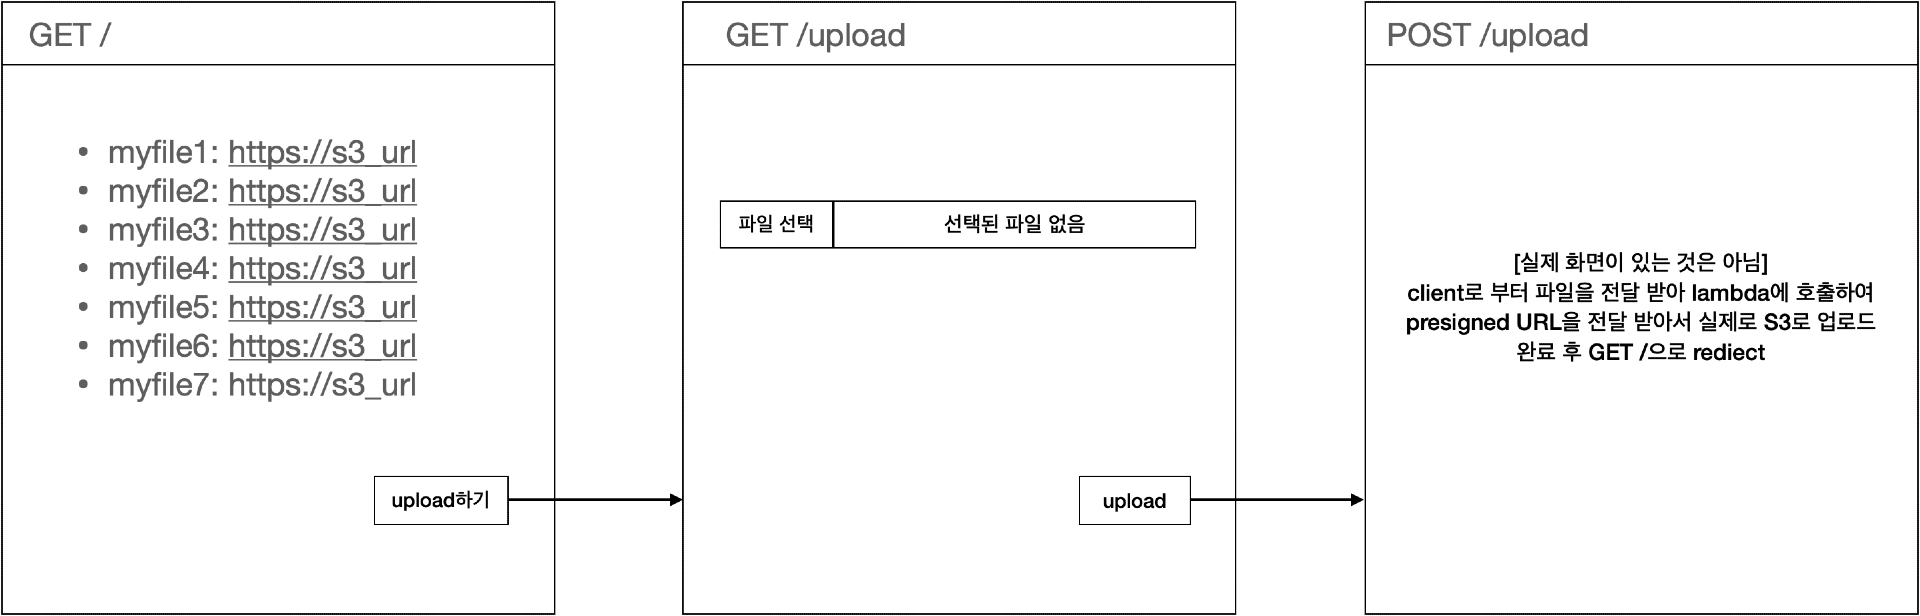 GET /
• myfile1: https://s3_url
• myfile2: https://s3_url
• myfile3: https://s3_url
• myfile4: https://s3_url
• myfile5: https://s3_url
• myfile6: https://s3_url
• myfile7: https://s3_url
upload하기
GET /upload
파일 선택
선택된 파일 없음
upload
POST /upload
[실제 화면이 있는 것은 아님]
client로 부터 파일을 전달 받아 lambda에 호출하여
presigned URL을 전달 받아서 실제로 S3로 업로드
완료 후 GET /으로 rediect